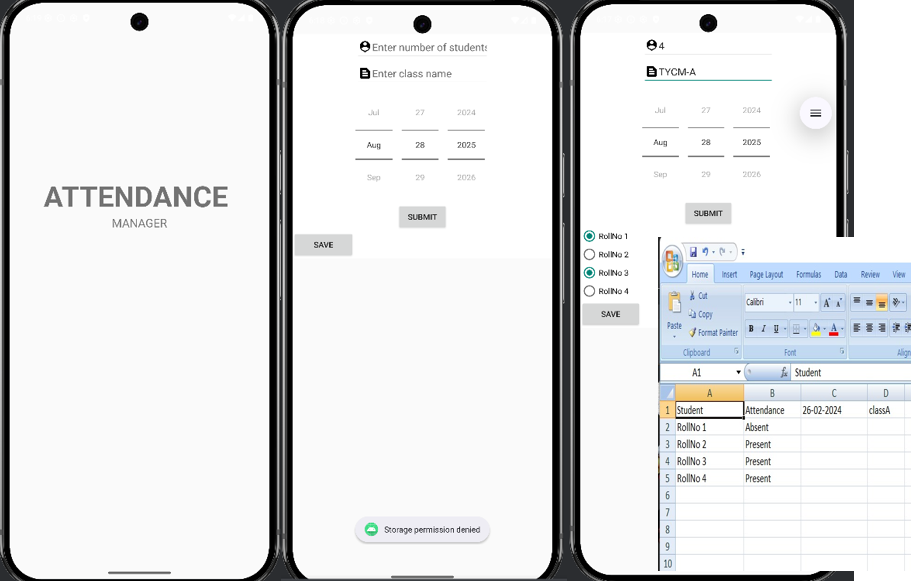 ATTENDANCE
MANAGER
Enter number of students
Enter class name
Jul 27 2024
Aug 28 2025
Sep 29 2026
SUBMIT
SAVE
Storage permission denied
4
TYCM-A
Jul 27 2024
Aug 28 2025
Sep 29 2026
SUBMIT
RollNo 1
RollNo 2
RollNo 3
RollNo 4
SAVE
Home Insert Page Layout Formulas Data Review View
Paste
Cut
Copy
Format Painter
Clipboard
Calibri 11 A A
B I U A
Font
Align
A1 fx Student
A B C D
1 Student Attendance 26-02-2024 classA
2 RollNo 1 Absent
3 RollNo 2 Present
4 RollNo 3 Present
5 RollNo 4 Present
6
7
8
9
10